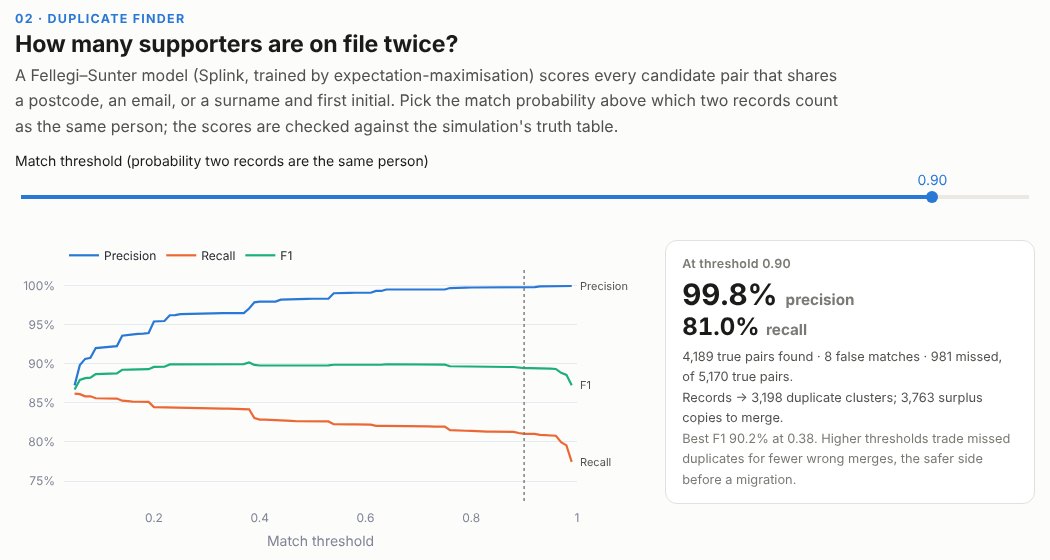 02 · DUPLICATE FINDER
How many supporters are on file twice?
A Fellegi–Sunter model (Splink, trained by expectation-maximisation) scores every candidate pair that shares
a postcode, an email, or a surname and first initial. Pick the match probability above which two records count
as the same person; the scores are checked against the simulation's truth table.
Match threshold (probability two records are the same person)
0.90
Precision Recall F1
100%
95%
90%
85%
80%
75%
Precision
F1
Recall
0.2 0.4 0.6 0.8 1
Match threshold
At threshold 0.90
99.8% precision
81.0% recall
4,189 true pairs found · 8 false matches · 981 missed,
of 5,170 true pairs.
Records → 3,198 duplicate clusters; 3,763 surplus
copies to merge.
Best F1 90.2% at 0.38. Higher thresholds trade missed
duplicates for fewer wrong merges, the safer side
before a migration.